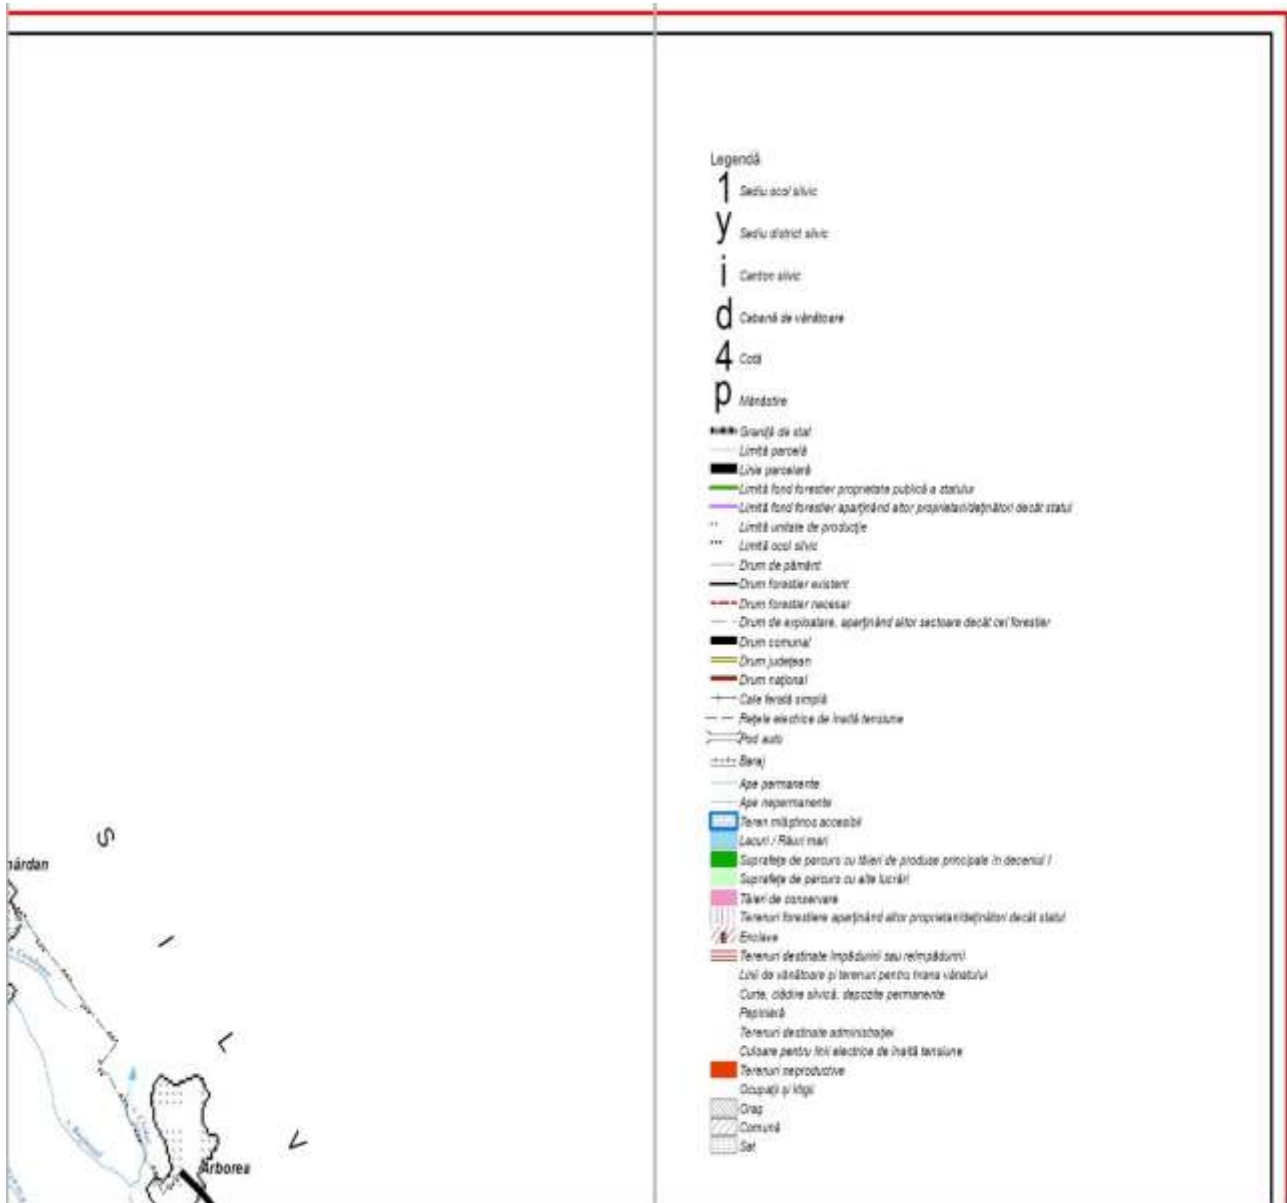 Legendă
1 Sediu ocol silvic
y Sediu district silvic
i Canton silvic
d Cabană de vânătoare
4 Cotă
p Mănăstire
Graniță de stat
Limită parcelă
Linie parcelară
Limită fond forestier proprietate publică a statului
Limită fond forestier aparținând altor proprietari/deținători decât statul
Limită unitate de producție
Limită ocol silvic
Drum de pământ
Drum forestier existent
Drum forestier necesar
Drum de exploatare, aparținând altor sectoare decât cel forestier
Drum comunal
Drum județean
Drum național
Cale ferată simplă
Rețele electrice de înaltă tensiune
Pod auto
Baraj
Ape permanente
Ape nepermanente
Teren mlăștinos accesibil
Lacuri / Râuri mari
Suprafețe de parcurs cu tăieri de produse principale în deceniul I
Suprafețe de parcurs cu alte lucrări
Tăieri de conservare
Terenuri forestiere aparținând altor proprietari/deținători decât statul
Enclave
Terenuri destinate împăduririi sau reîmpăduririi
Linii de vânătoare și terenuri pentru hrana vânatului
Curte, clădire silvică, depozite permanente
Pepinieră
Terenuri destinate administrației
Culoare pentru linii electrice de înaltă tensiune
Terenuri neproductive
Ocupații și litigii
Oraș
Comună
Sat
S
nărdan
I
L
V
Arborea